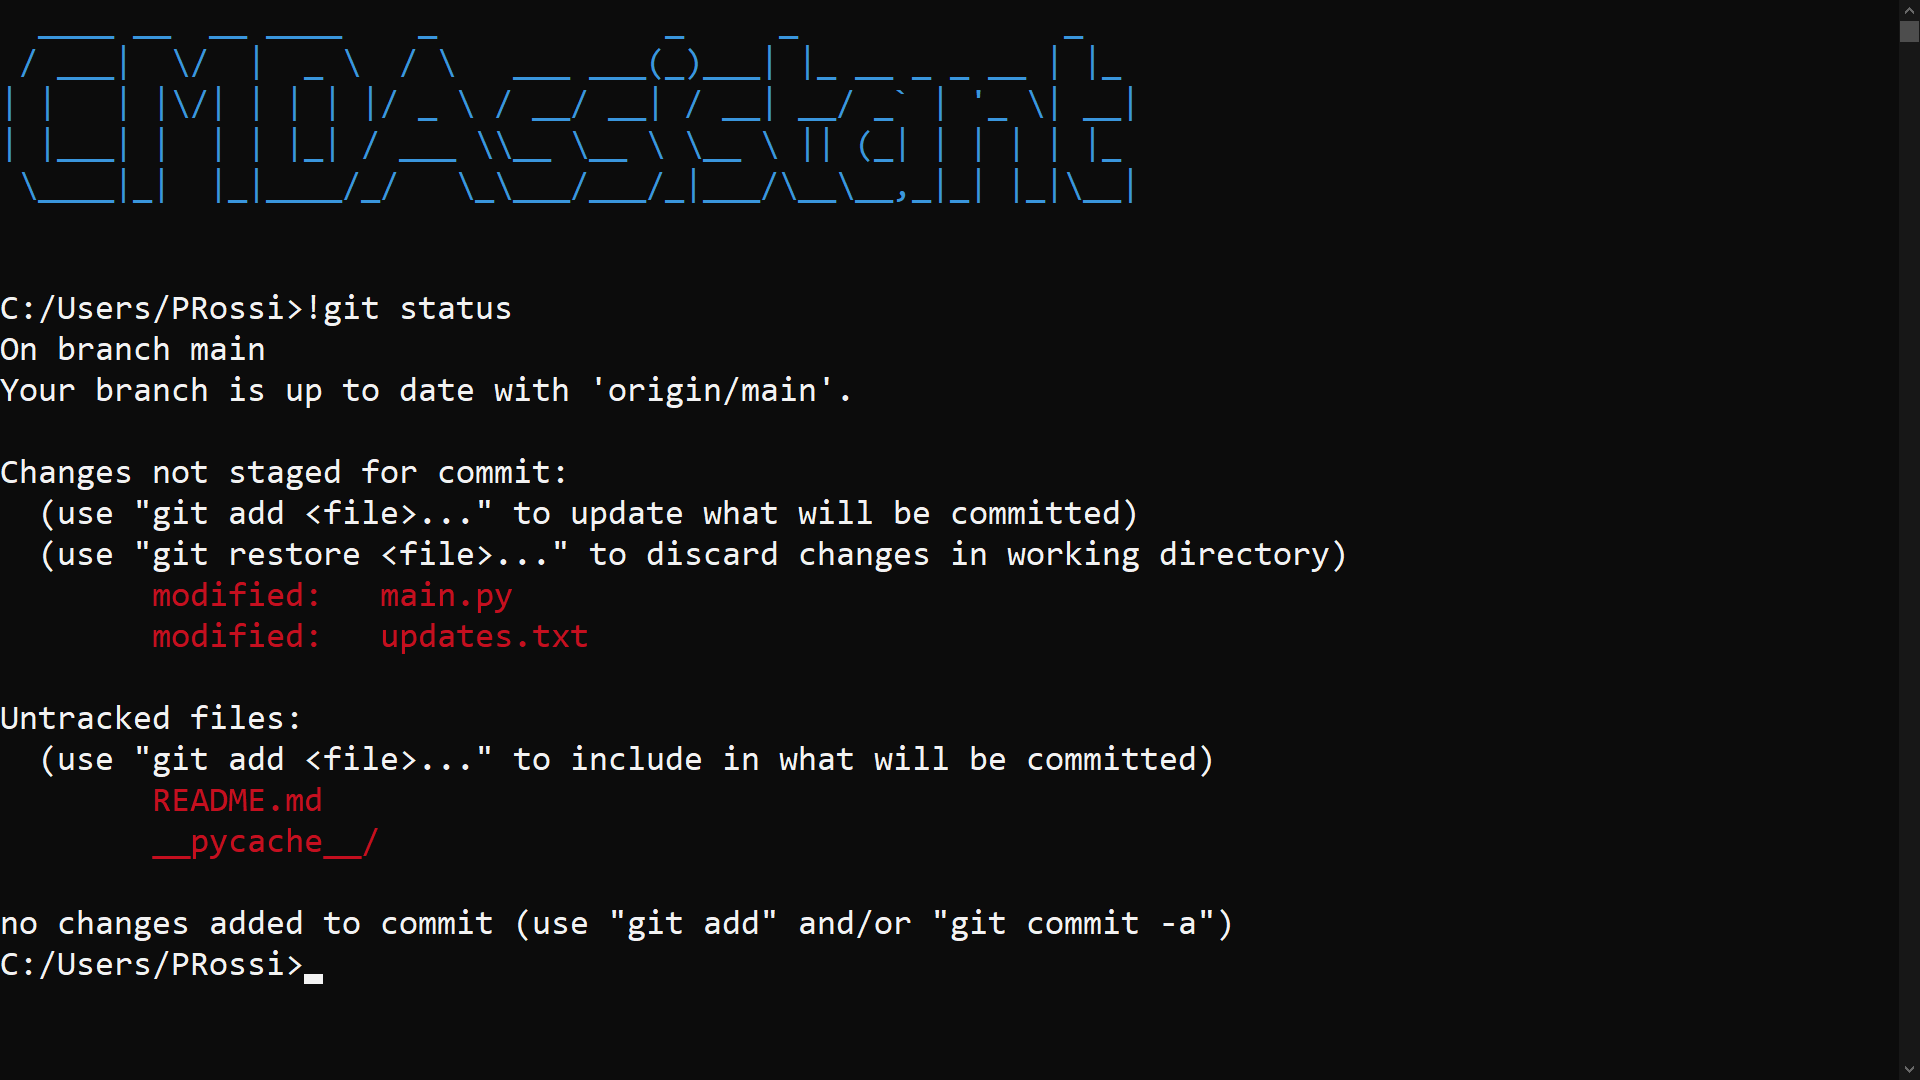 CMDAssistant
C:/Users/PRossi>!git status
On branch main
Your branch is up to date with 'origin/main'.
Changes not staged for commit:
  (use "git add <file>..." to update what will be committed)
  (use "git restore <file>..." to discard changes in working directory)
        modified:   main.py
        modified:   updates.txt
Untracked files:
  (use "git add <file>..." to include in what will be committed)
        README.md
        __pycache__/
no changes added to commit (use "git add" and/or "git commit -a")
C:/Users/PRossi>